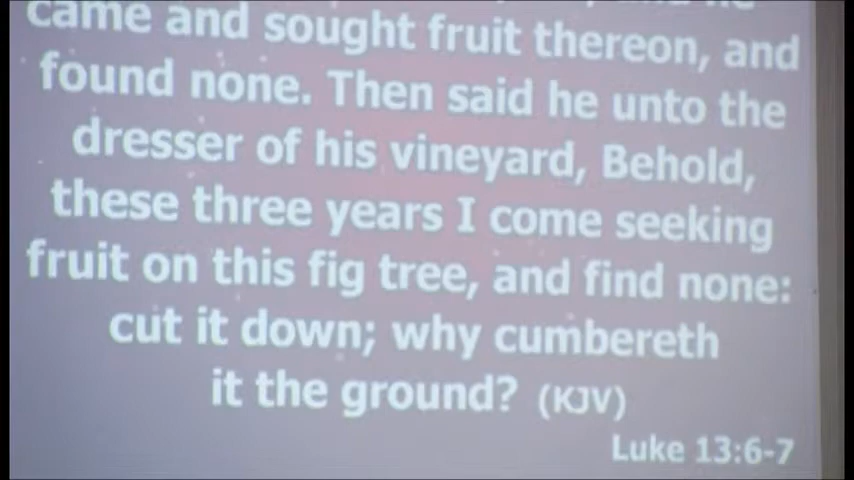 he
came and sought fruit thereon, and
found none. Then said he unto the
dresser of his vineyard, Behold,
these three years I come seeking
fruit on this fig tree, and find none:
cut it down; why cumbereth
it the ground? (KJV)
Luke 13:6-7